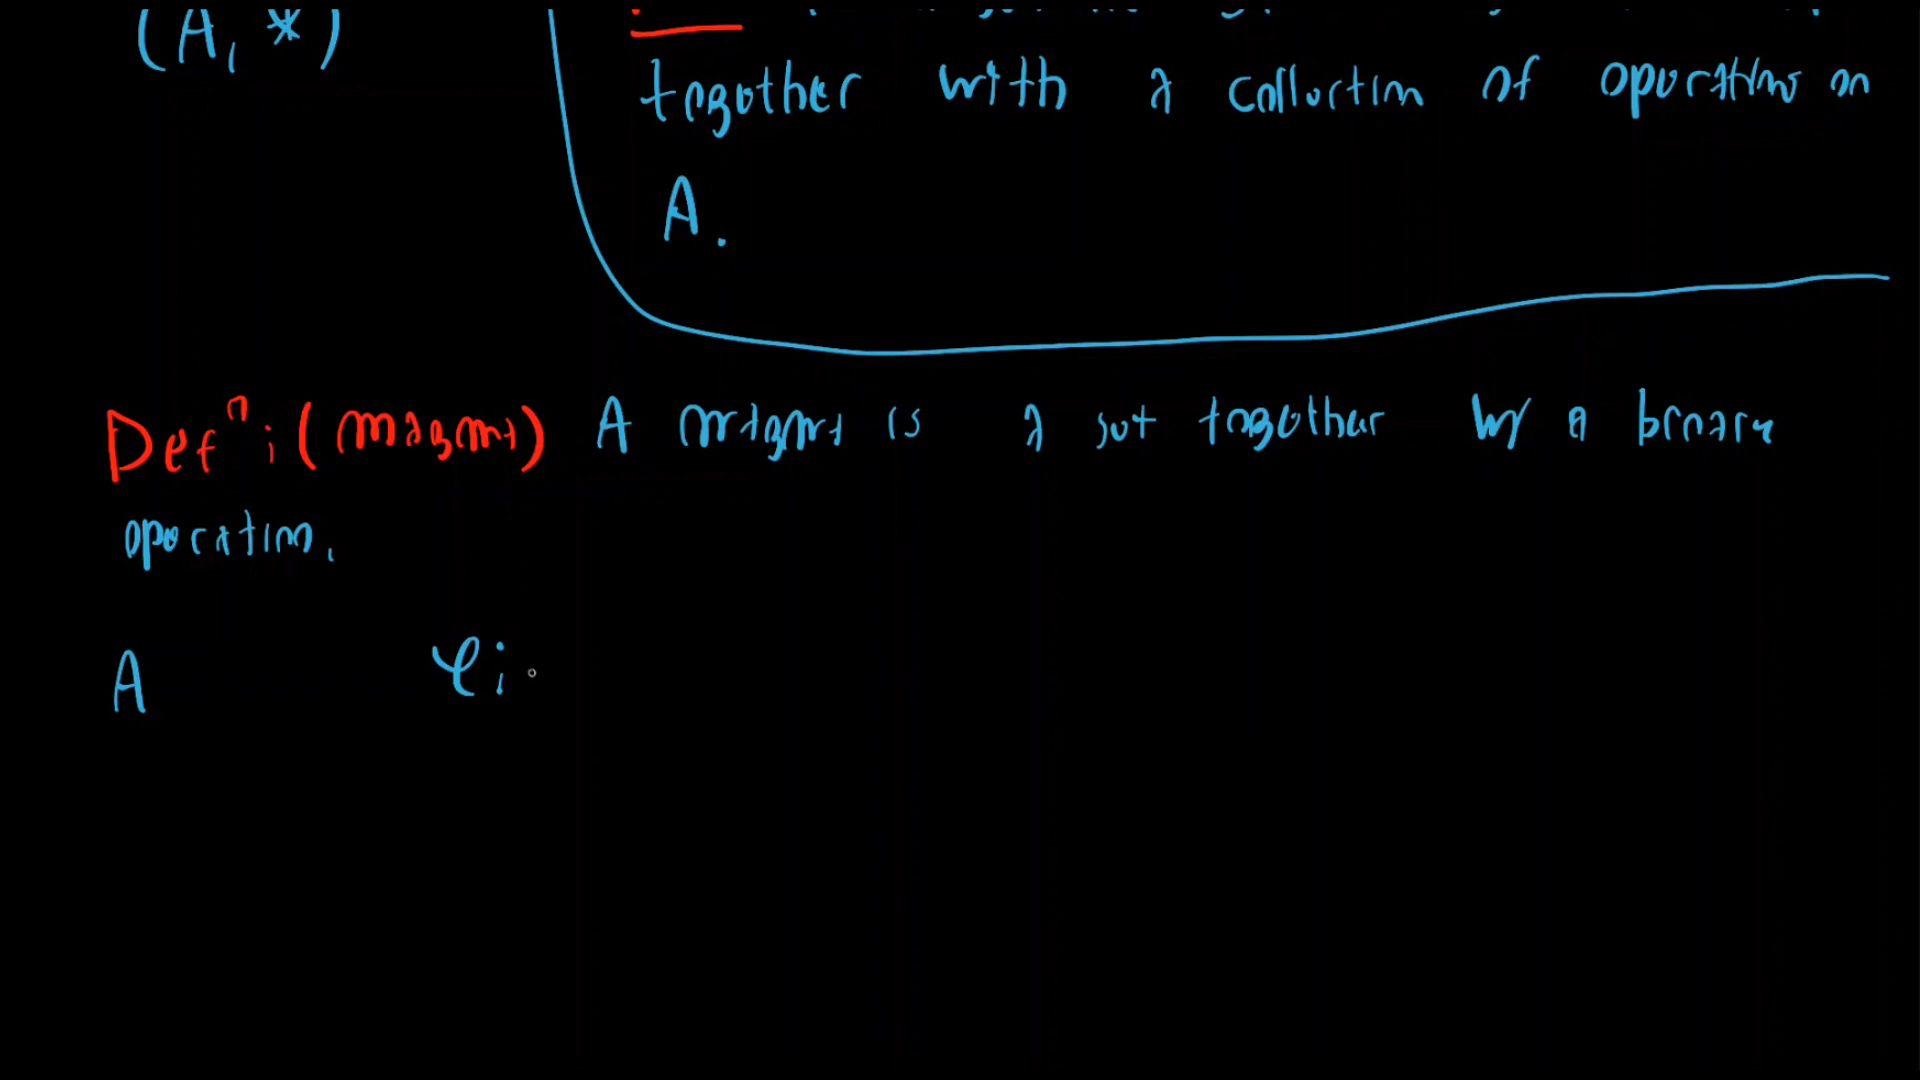 (A, *)
together with a collection of operations on
A.
Defⁿ: (magma) A magma is a set together w/ a binary
operation.
A φ: